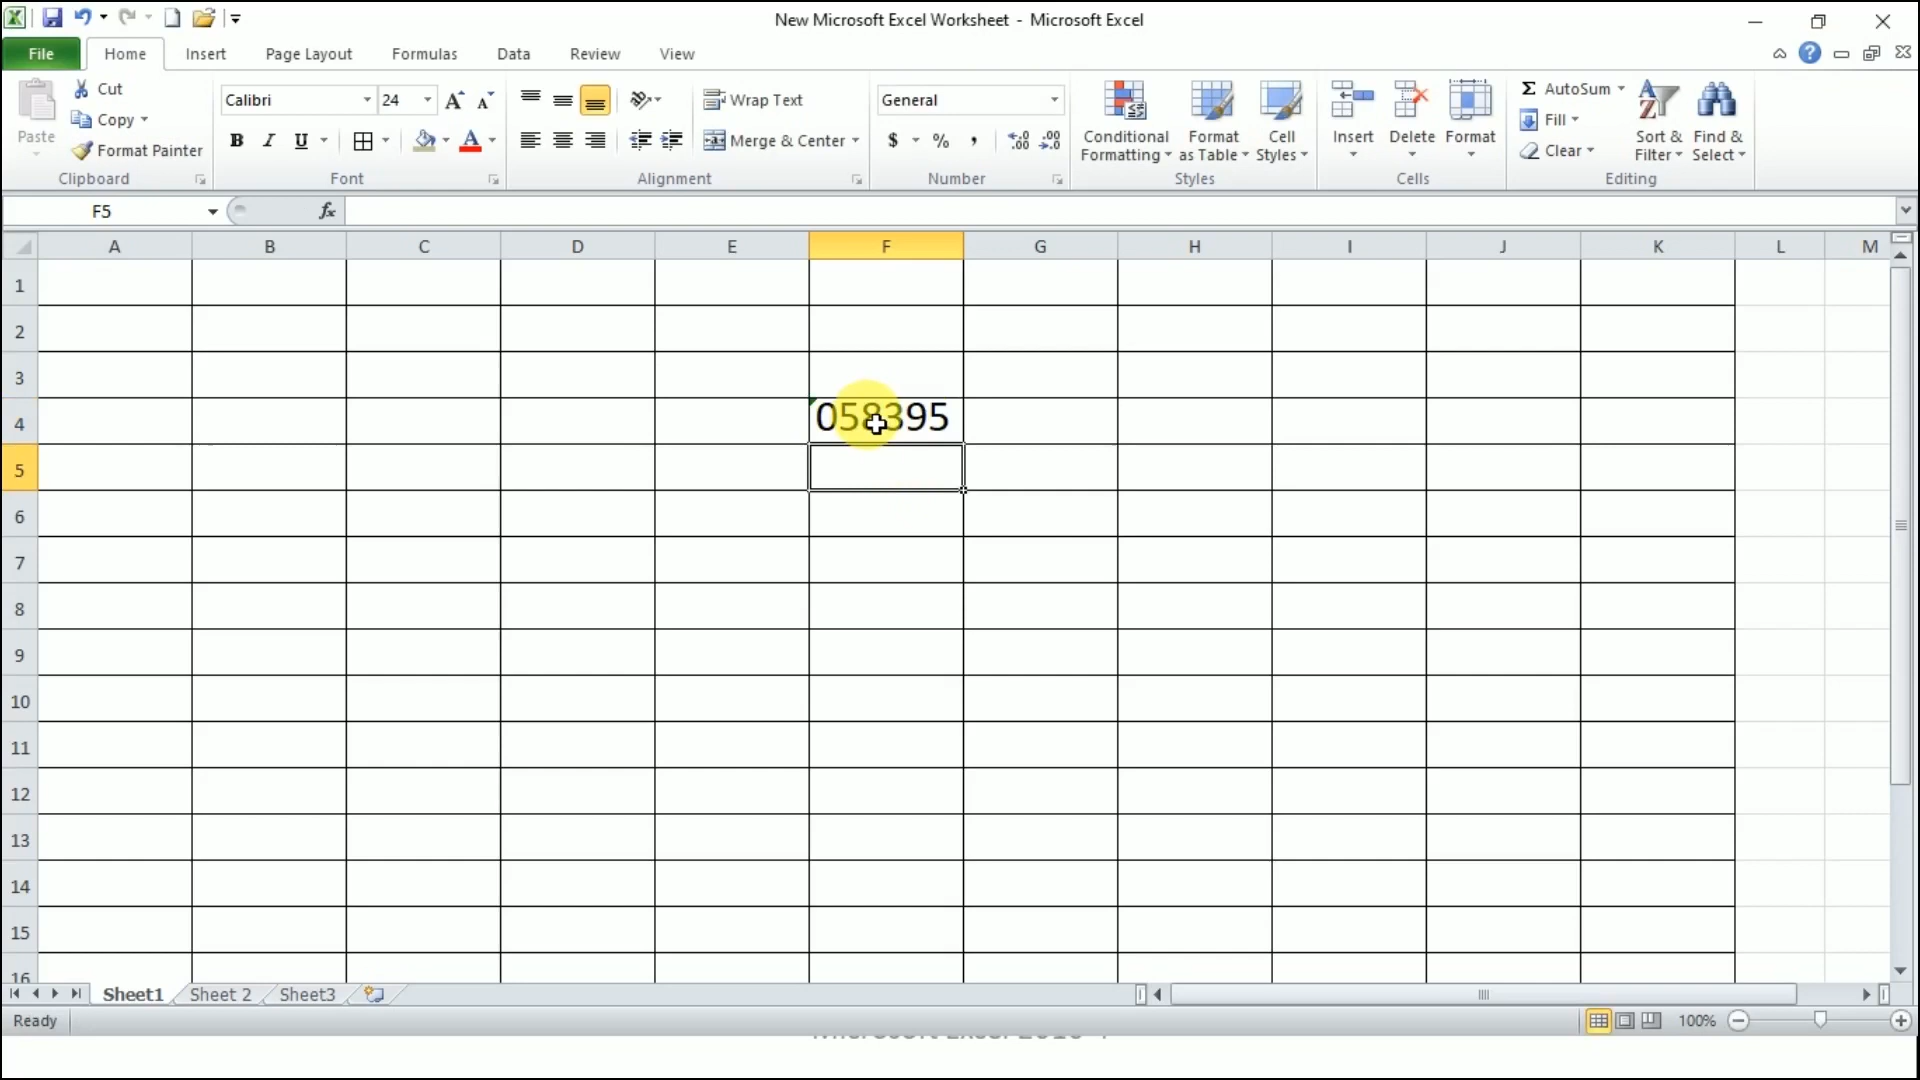 New Microsoft Excel Worksheet - Microsoft Excel
File Home Insert Page Layout Formulas Data Review View
Paste
Cut
Copy
Format Painter
Clipboard
Calibri 24
B I U
Font
Wrap Text
Merge & Center
Alignment
General
$ % ,
Number
Conditional Formatting
Format as Table
Cell Styles
Styles
Insert Delete Format
Cells
Σ AutoSum
Fill
Clear
Sort & Filter
Find & Select
Editing
F5 fx
A B C D E F G H I J K L M
1
2
3
4 058395
5
6
7
8
9
10
11
12
13
14
15
16
Sheet1 Sheet 2 Sheet3
Ready 100%